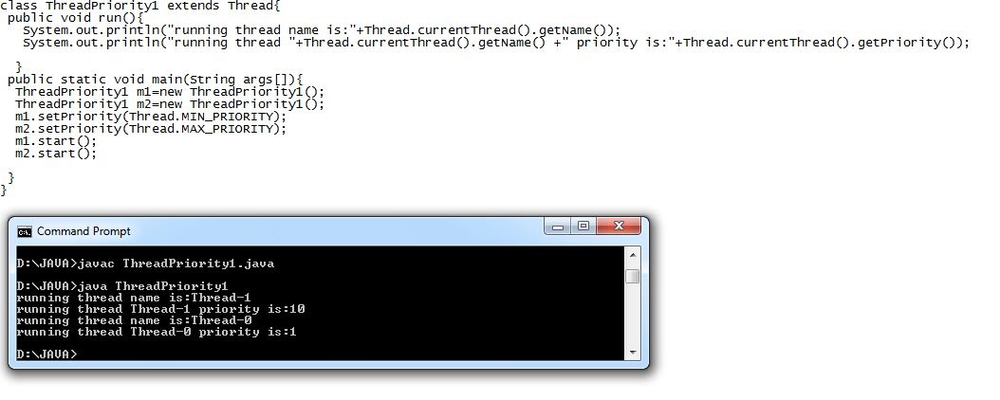 class ThreadPriority1 extends Thread{
public void run(){
System.out.println("running thread name is:"+Thread.currentThread().getName());
System.out.println("running thread "+Thread.currentThread().getName() +" priority is:"+Thread.currentThread().getPriority());
}
public static void main(String args[]){
ThreadPriority1 m1=new ThreadPriority1();
ThreadPriority1 m2=new ThreadPriority1();
m1.setPriority(Thread.MIN_PRIORITY);
m2.setPriority(Thread.MAX_PRIORITY);
m1.start();
m2.start();
}
}
C:\. Command Prompt
D:\JAVA>javac ThreadPriority1.java
D:\JAVA>java ThreadPriority1
running thread name is:Thread-1
running thread Thread-1 priority is:10
running thread name is:Thread-0
running thread Thread-0 priority is:1
D:\JAVA>